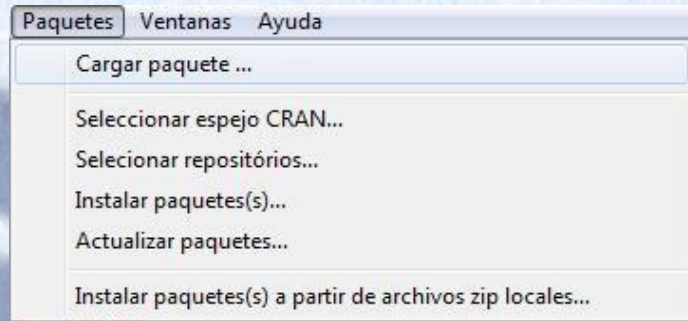 Paquetes Ventanas Ayuda
Cargar paquete ...
Seleccionar espejo CRAN...
Selecionar repositórios...
Instalar paquetes(s)...
Actualizar paquetes...
Instalar paquetes(s) a partir de archivos zip locales...